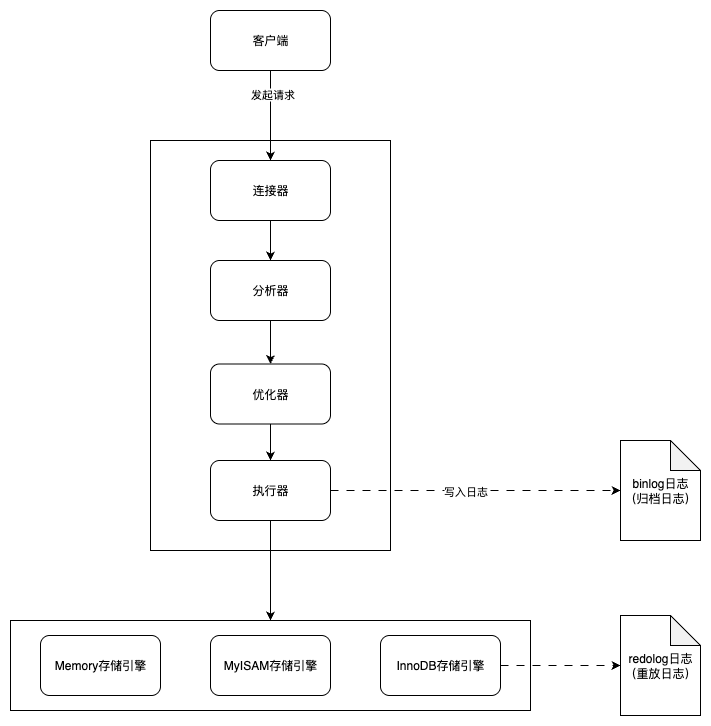 客户端
发起请求
连接器
分析器
优化器
执行器
写入日志
binlog日志
(归档日志)
Memory存储引擎
MyISAM存储引擎
InnoDB存储引擎
redolog日志
(重放日志)